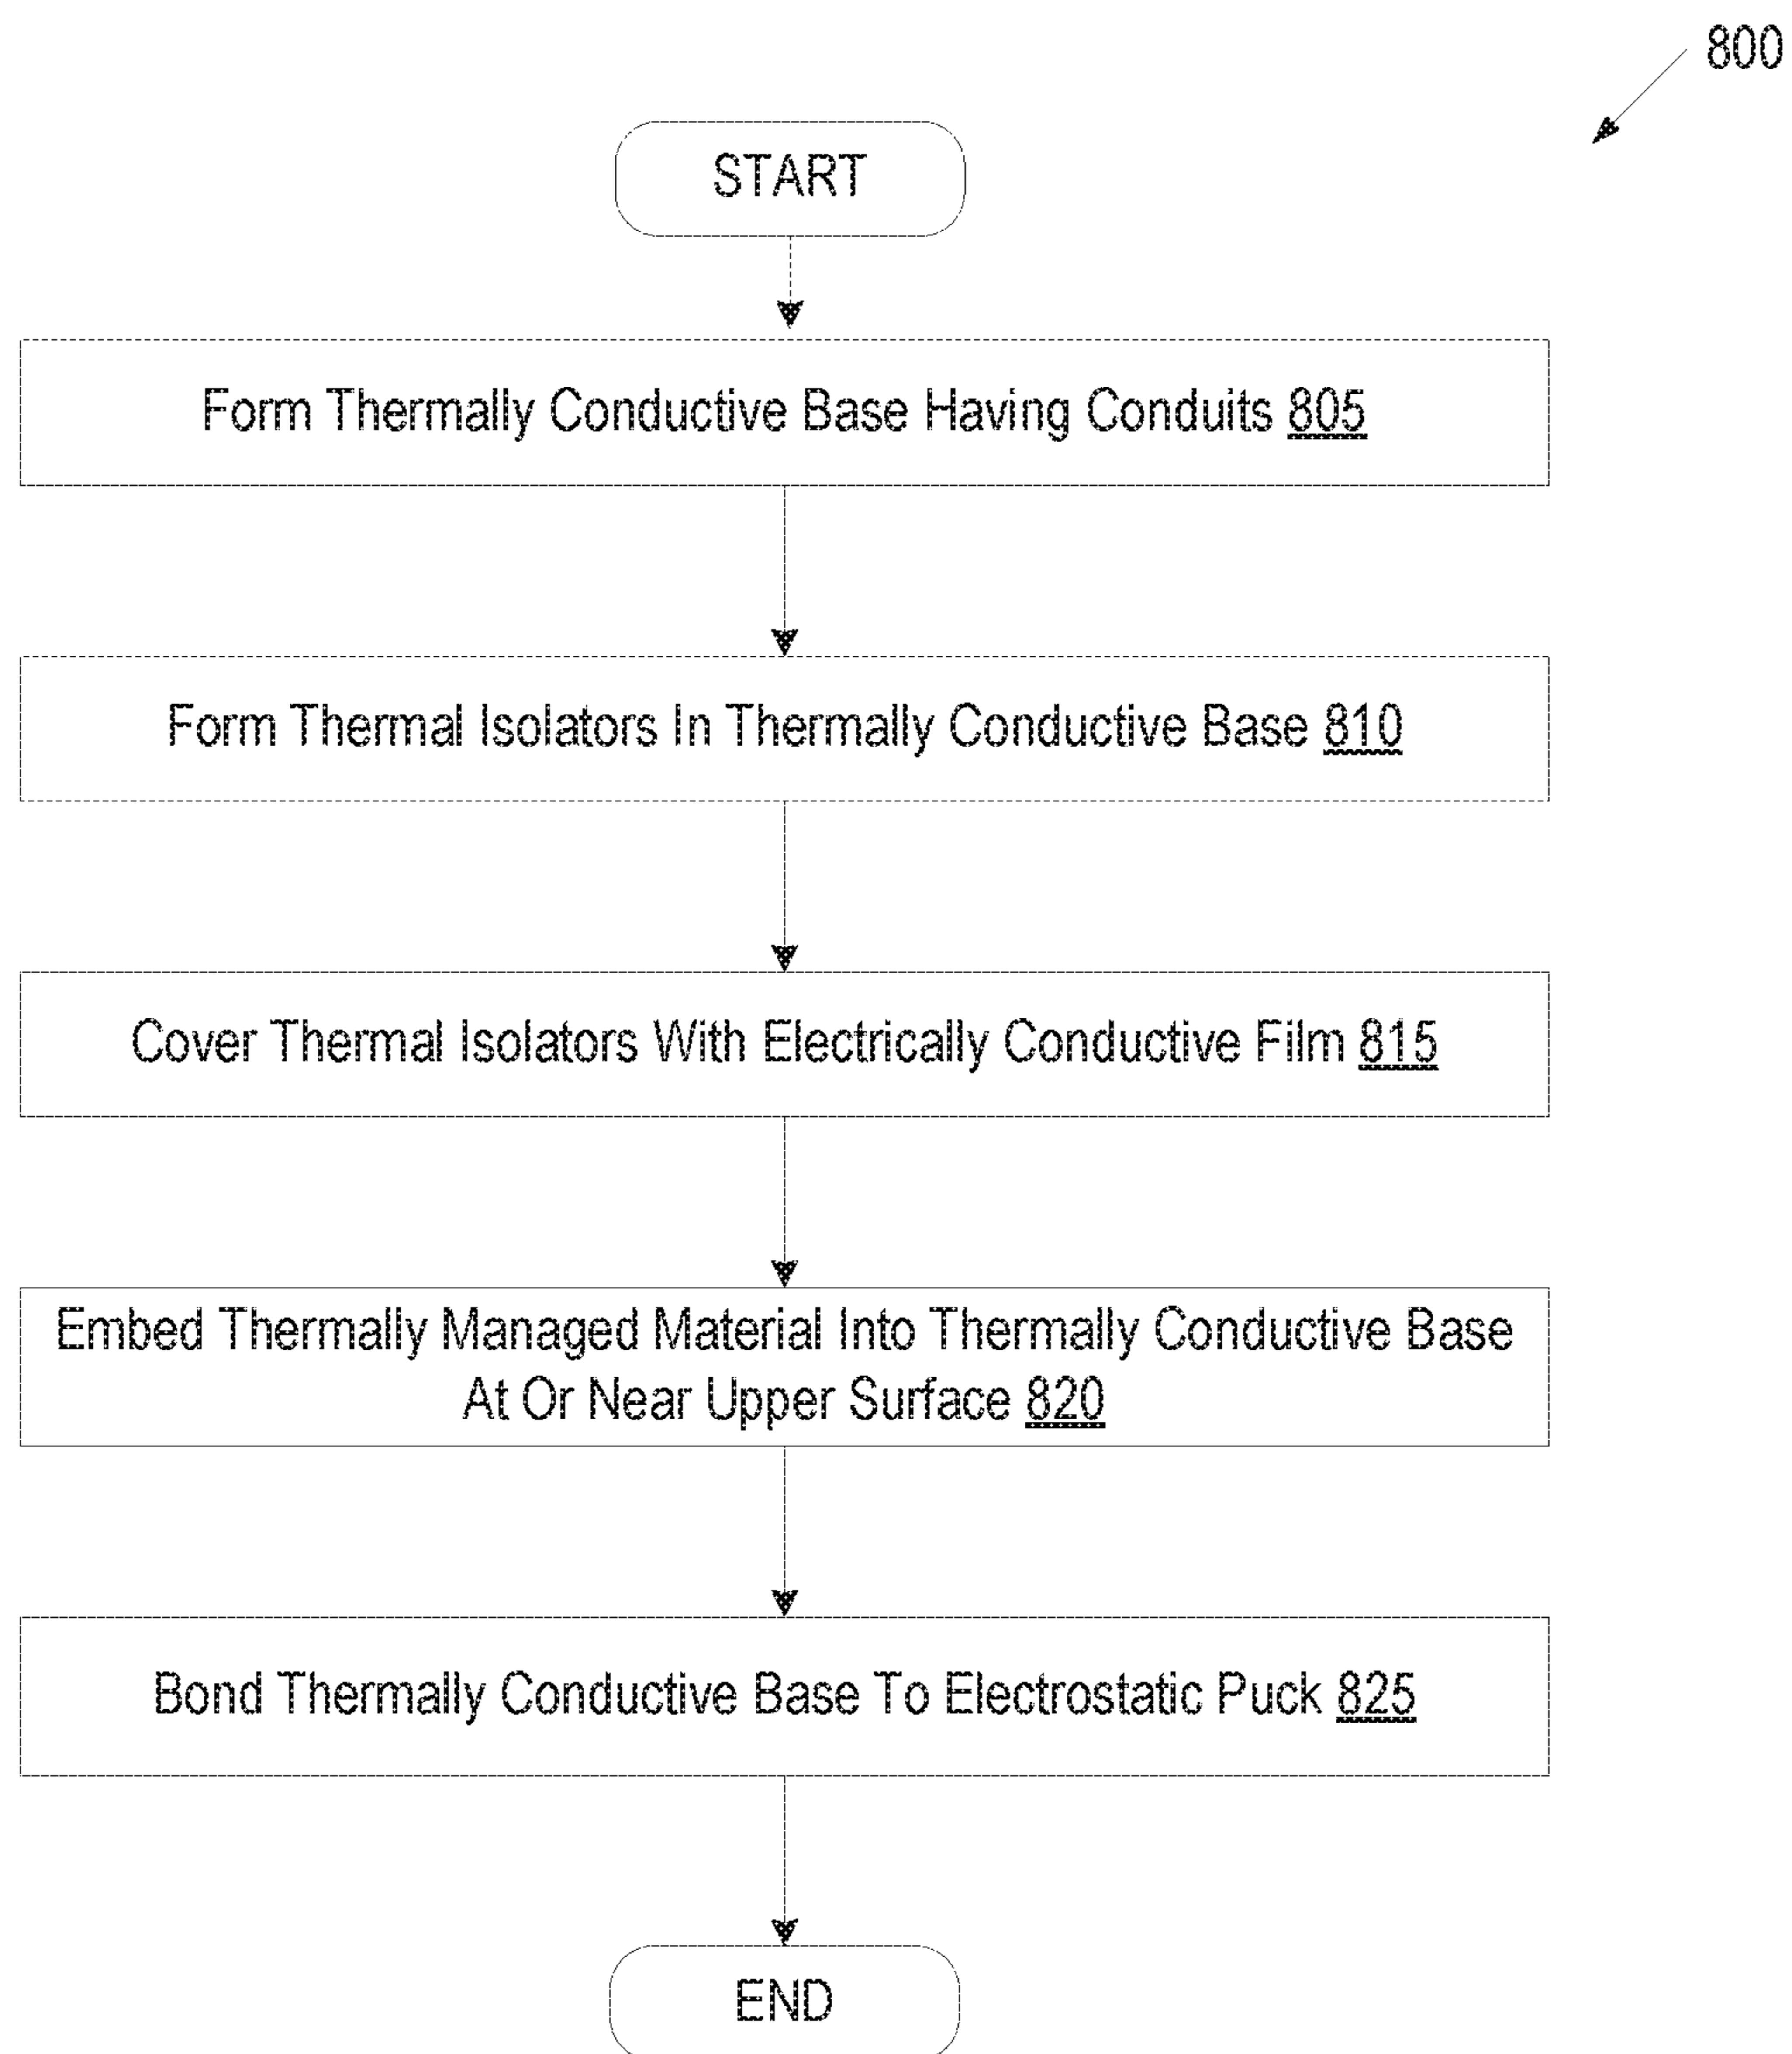 800
START
Form Thermally Conductive Base Having Conduits 805
Form Thermal Isolators In Thermally Conductive Base 810
Cover Thermal Isolators With Electrically Conductive Film 815
Embed Thermally Managed Material Into Thermally Conductive Base
At Or Near Upper Surface 820
Bond Thermally Conductive Base To Electrostatic Puck 825
END